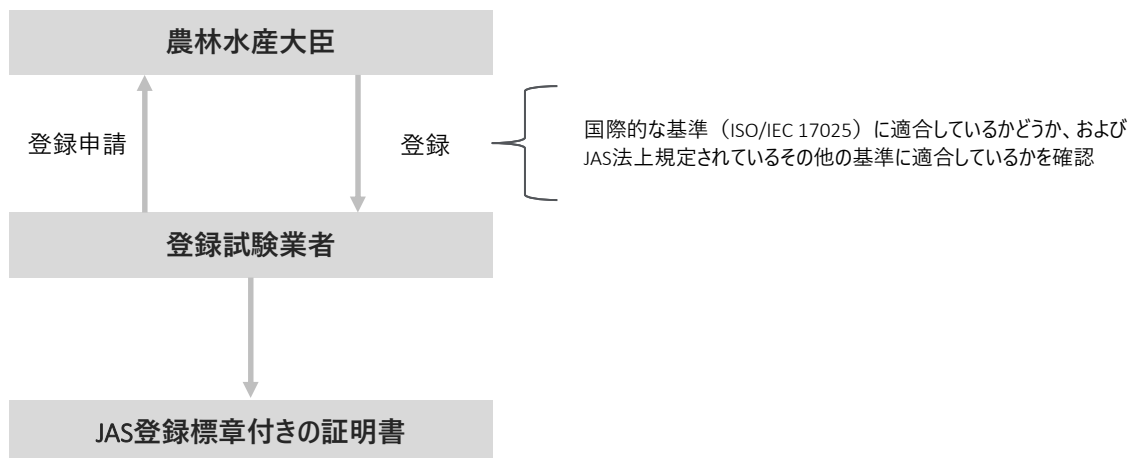 農林水産大臣
登録申請
登録
国際的な基準（ISO/IEC 17025）に適合しているかどうか、および
JAS法上規定されているその他の基準に適合しているかを確認
登録試験業者
JAS登録標章付きの証明書